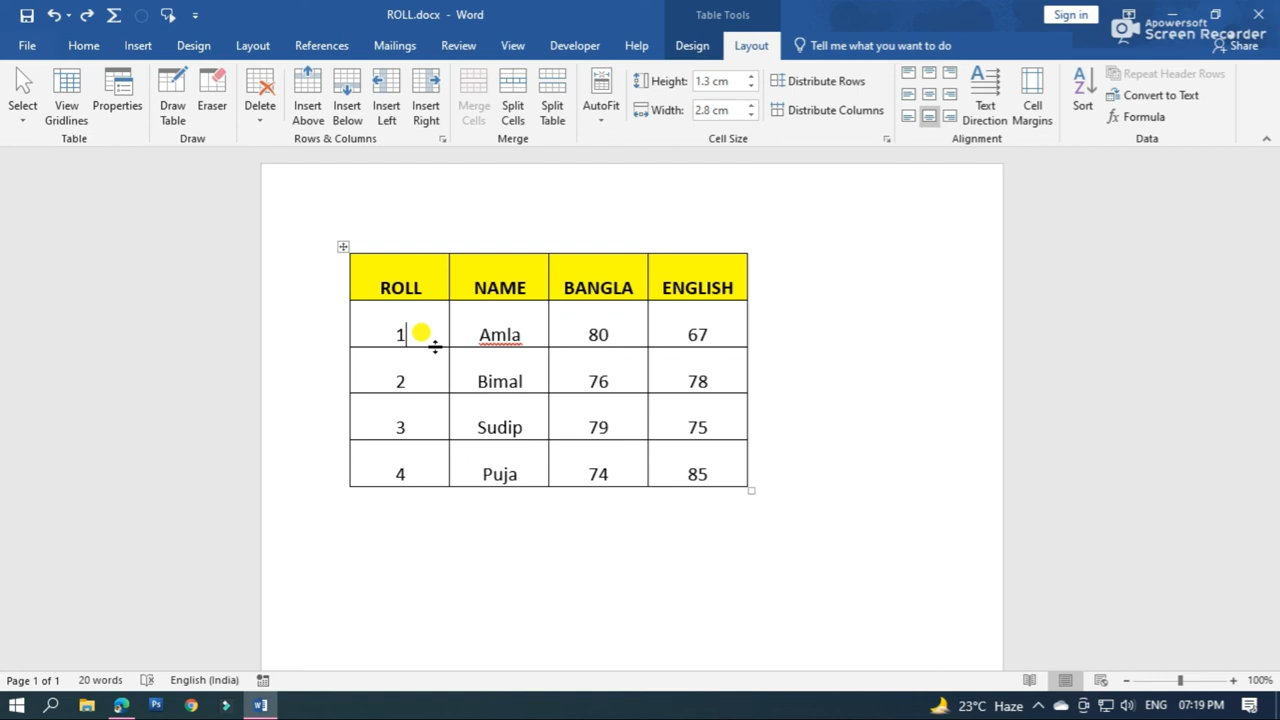 ROLL.docx - Word
Table Tools
Sign in
Apowersoft
Screen Recorder
File Home Insert Design Layout References Mailings Review View Developer Help Design Layout Tell me what you want to do Share
Select
View Gridlines
Properties
Draw Table
Eraser
Delete
Insert Above
Insert Below
Insert Left
Insert Right
Merge Cells
Split Cells
Split Table
AutoFit
Height: 1.3 cm
Width: 2.8 cm
Distribute Rows
Distribute Columns
Text Direction
Cell Margins
Sort
Repeat Header Rows
Convert to Text
fx Formula
Table Draw Rows & Columns Merge Cell Size Alignment Data
ROLL NAME BANGLA ENGLISH
1 Amla 80 67
2 Bimal 76 78
3 Sudip 79 75
4 Puja 74 85
Page 1 of 1 20 words English (India) 100%
23°C Haze ENG 07:19 PM